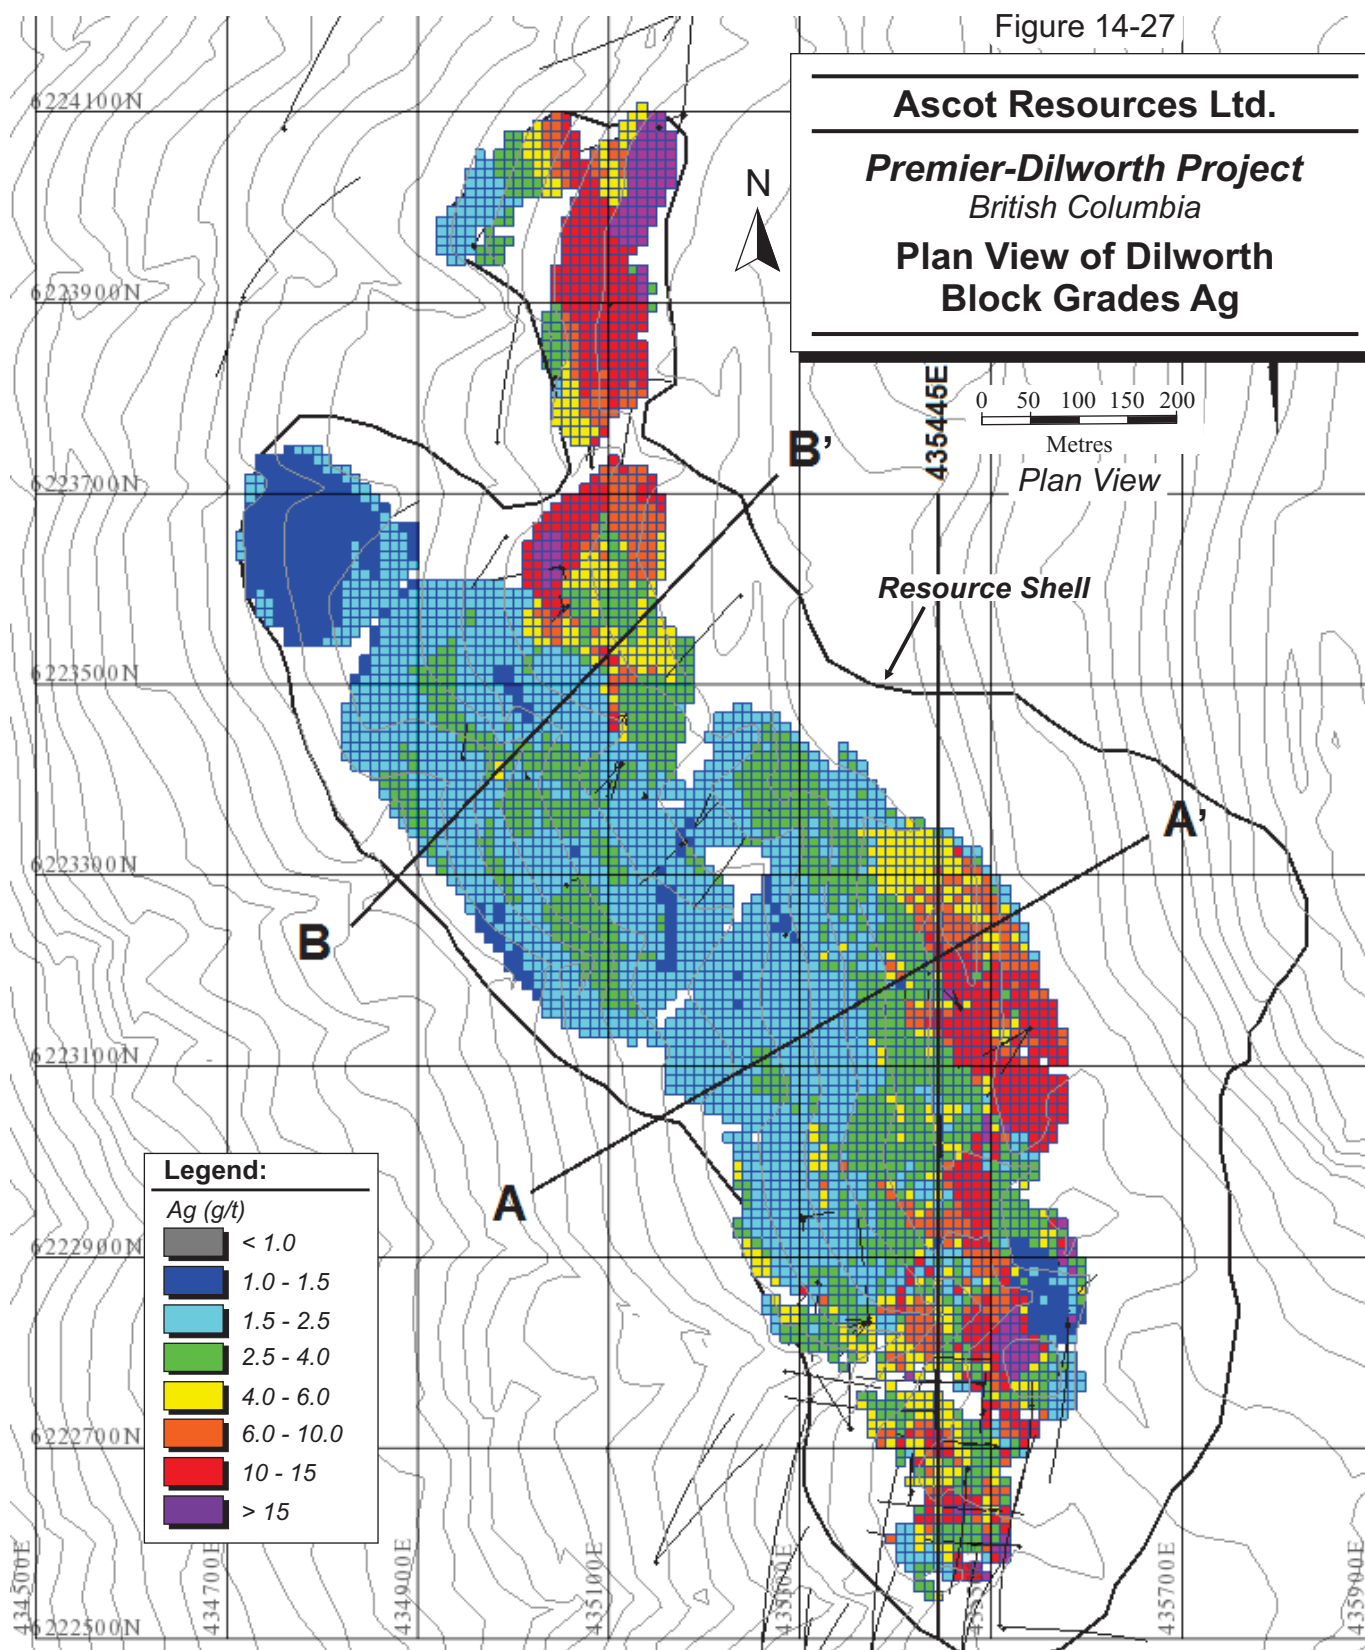 Figure 14-27
Ascot Resources Ltd.
Premier-Dilworth Project
British Columbia
Plan View of Dilworth
Block Grades Ag
N
0 50 100 150 200
Metres
Plan View
435445E
Resource Shell
B'
A'
B
A
6224100N
6223900N
6223700N
6223500N
6223300N
6223100N
6222900N
6222700N
6222500N
Legend:
Ag (g/t)
< 1.0
1.0 - 1.5
1.5 - 2.5
2.5 - 4.0
4.0 - 6.0
6.0 - 10.0
10 - 15
> 15
434500E
434700E
434900E
435100E
435300E
435700E
435900E